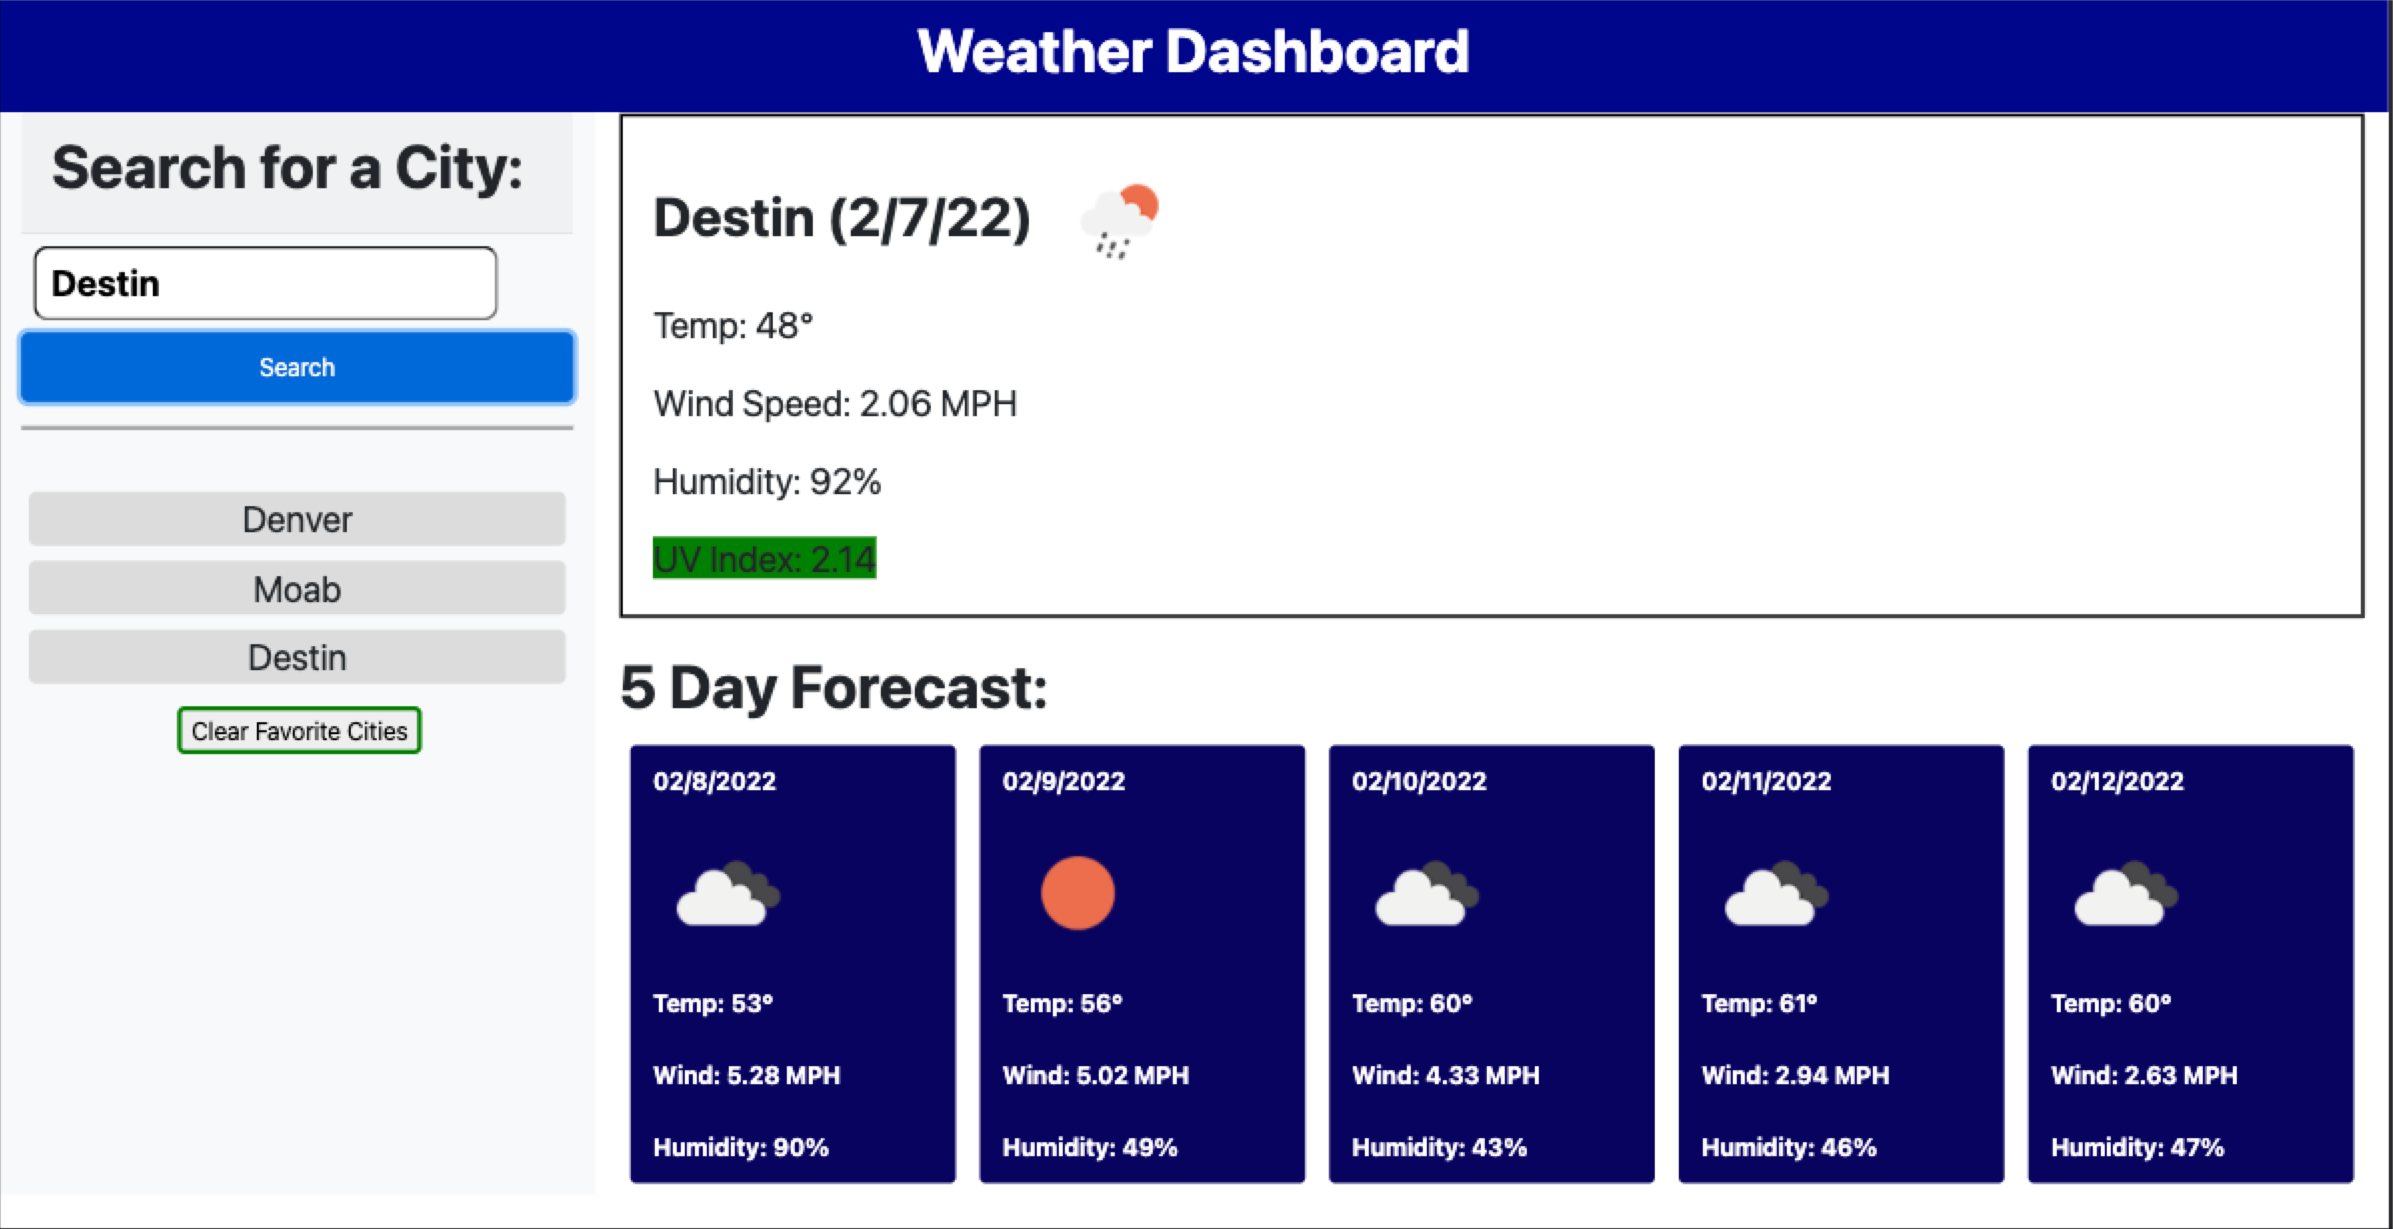 Weather Dashboard
Search for a City:
Destin
Search
Denver
Moab
Destin
Clear Favorite Cities
Destin (2/7/22)
Temp: 48°
Wind Speed: 2.06 MPH
Humidity: 92%
UV Index: 2.14
5 Day Forecast:
02/8/2022
Temp: 53°
Wind: 5.28 MPH
Humidity: 90%
02/9/2022
Temp: 56°
Wind: 5.02 MPH
Humidity: 49%
02/10/2022
Temp: 60°
Wind: 4.33 MPH
Humidity: 43%
02/11/2022
Temp: 61°
Wind: 2.94 MPH
Humidity: 46%
02/12/2022
Temp: 60°
Wind: 2.63 MPH
Humidity: 47%